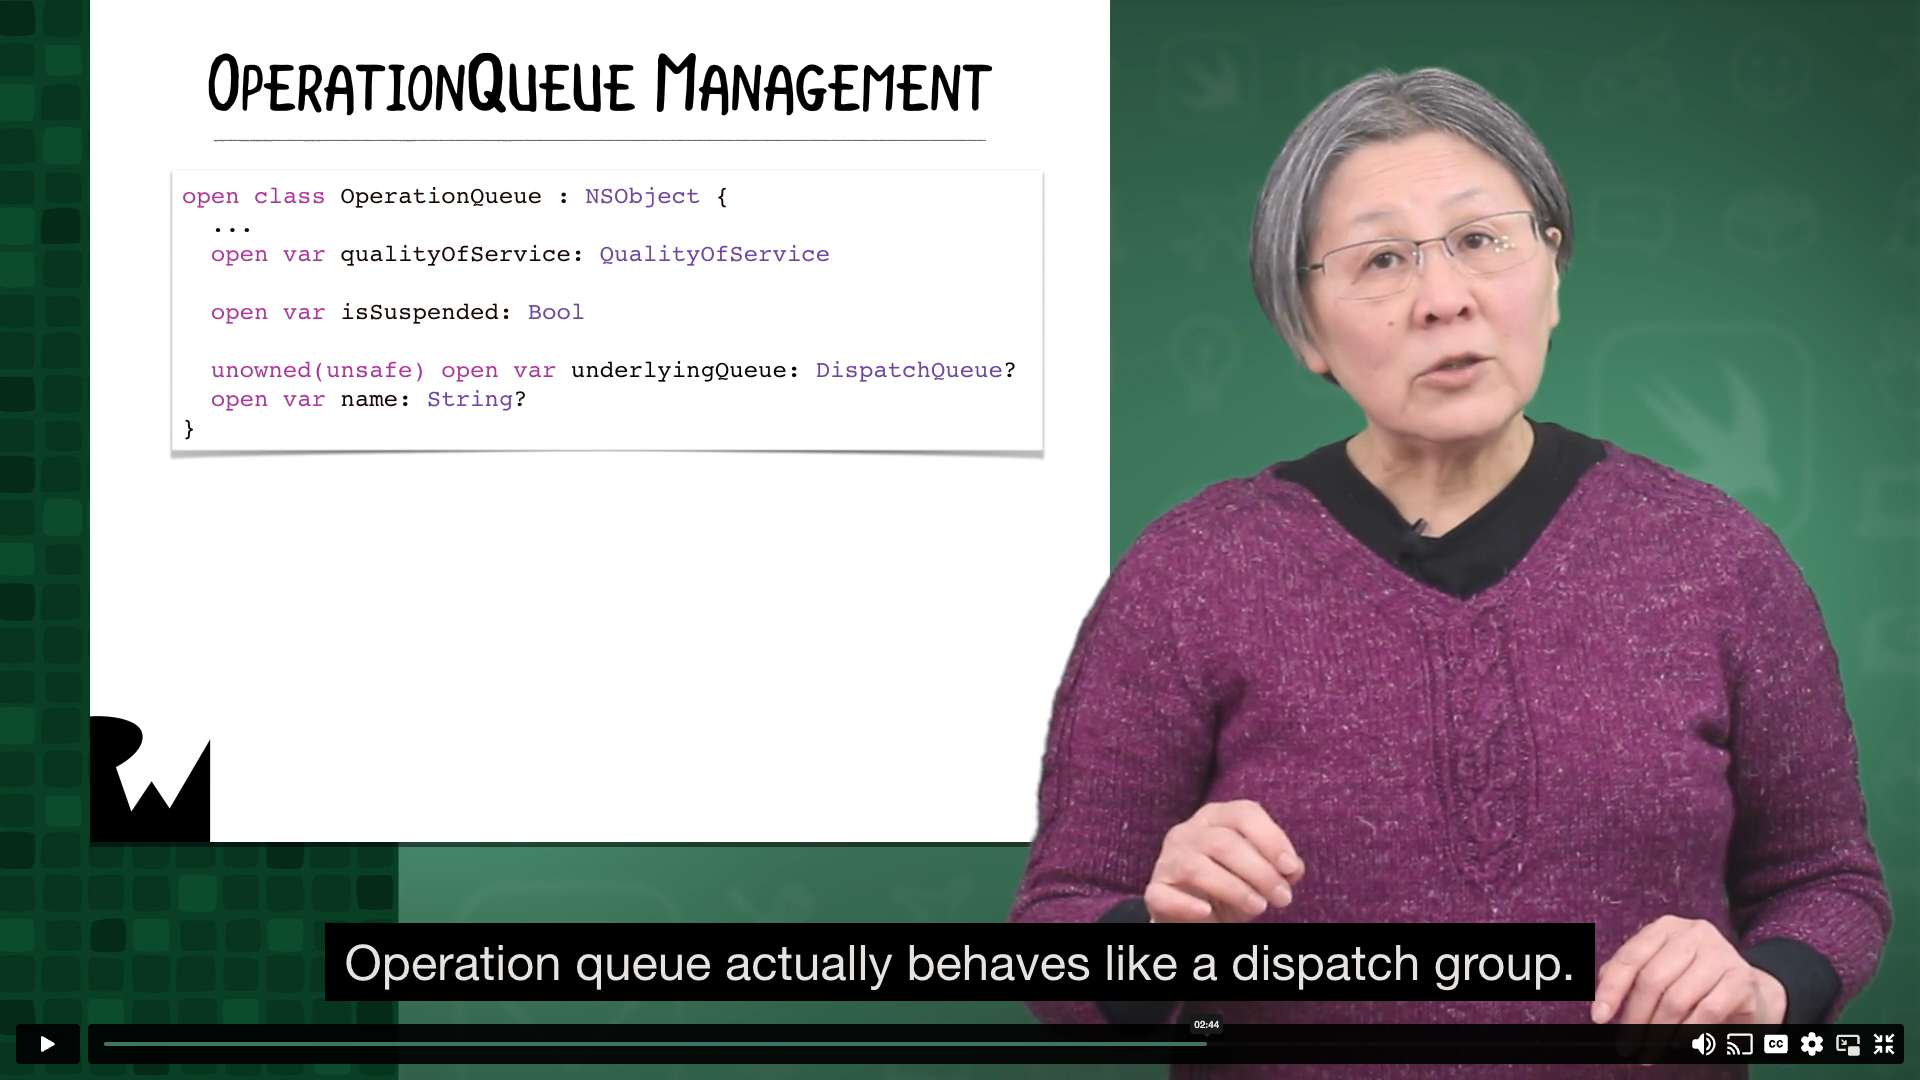 OPERATIONQUEUE MANAGEMENT
open class OperationQueue : NSObject {
...
open var qualityOfService: QualityOfService
open var isSuspended: Bool
unowned(unsafe) open var underlyingQueue: DispatchQueue?
open var name: String?
}
RW
Operation queue actually behaves like a dispatch group.
02:44
CC